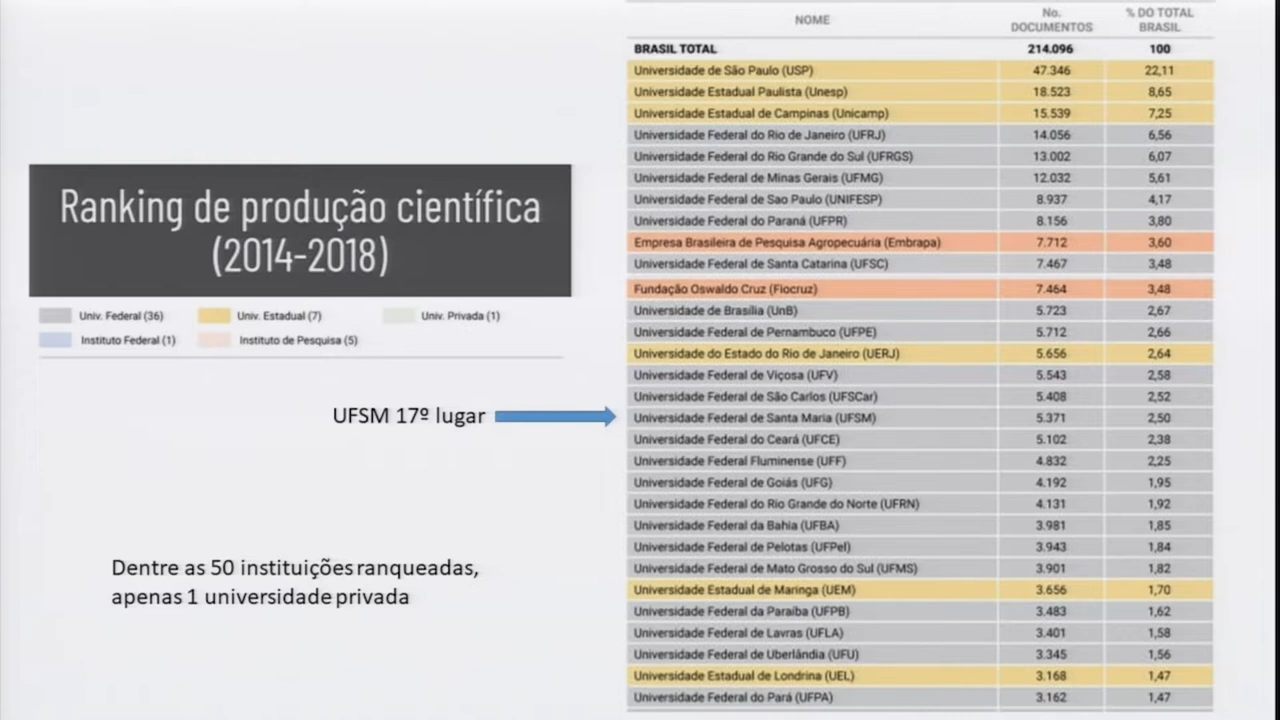 Ranking de produção científica
(2014-2018)
Univ. Federal (36) Univ. Estadual (7) Univ. Privada (1)
Instituto Federal (1) Instituto de Pesquisa (5)
UFSM 17º lugar
Dentre as 50 instituições ranqueadas,
apenas 1 universidade privada
NOME No. DOCUMENTOS % DO TOTAL BRASIL
BRASIL TOTAL 214.096 100
Universidade de São Paulo (USP) 47.346 22,11
Universidade Estadual Paulista (Unesp) 18.523 8,65
Universidade Estadual de Campinas (Unicamp) 15.539 7,25
Universidade Federal do Rio de Janeiro (UFRJ) 14.056 6,56
Universidade Federal do Rio Grande do Sul (UFRGS) 13.002 6,07
Universidade Federal de Minas Gerais (UFMG) 12.032 5,61
Universidade Federal de Sao Paulo (UNIFESP) 8.937 4,17
Universidade Federal do Paraná (UFPR) 8.156 3,80
Empresa Brasileira de Pesquisa Agropecuária (Embrapa) 7.712 3,60
Universidade Federal de Santa Catarina (UFSC) 7.467 3,48
Fundação Oswaldo Cruz (Fiocruz) 7.464 3,48
Universidade de Brasília (UnB) 5.723 2,67
Universidade Federal de Pernambuco (UFPE) 5.712 2,66
Universidade do Estado do Rio de Janeiro (UERJ) 5.656 2,64
Universidade Federal de Viçosa (UFV) 5.543 2,58
Universidade Federal de São Carlos (UFSCar) 5.408 2,52
Universidade Federal de Santa Maria (UFSM) 5.371 2,50
Universidade Federal do Ceará (UFCE) 5.102 2,38
Universidade Federal Fluminense (UFF) 4.832 2,25
Universidade Federal de Goiás (UFG) 4.192 1,95
Universidade Federal do Rio Grande do Norte (UFRN) 4.131 1,92
Universidade Federal da Bahia (UFBA) 3.981 1,85
Universidade Federal de Pelotas (UFPel) 3.943 1,84
Universidade Federal de Mato Grosso do Sul (UFMS) 3.901 1,82
Universidade Estadual de Maringa (UEM) 3.656 1,70
Universidade Federal da Paraíba (UFPB) 3.483 1,62
Universidade Federal de Lavras (UFLA) 3.401 1,58
Universidade Federal de Uberlândia (UFU) 3.345 1,56
Universidade Estadual de Londrina (UEL) 3.168 1,47
Universidade Federal do Pará (UFPA) 3.162 1,47